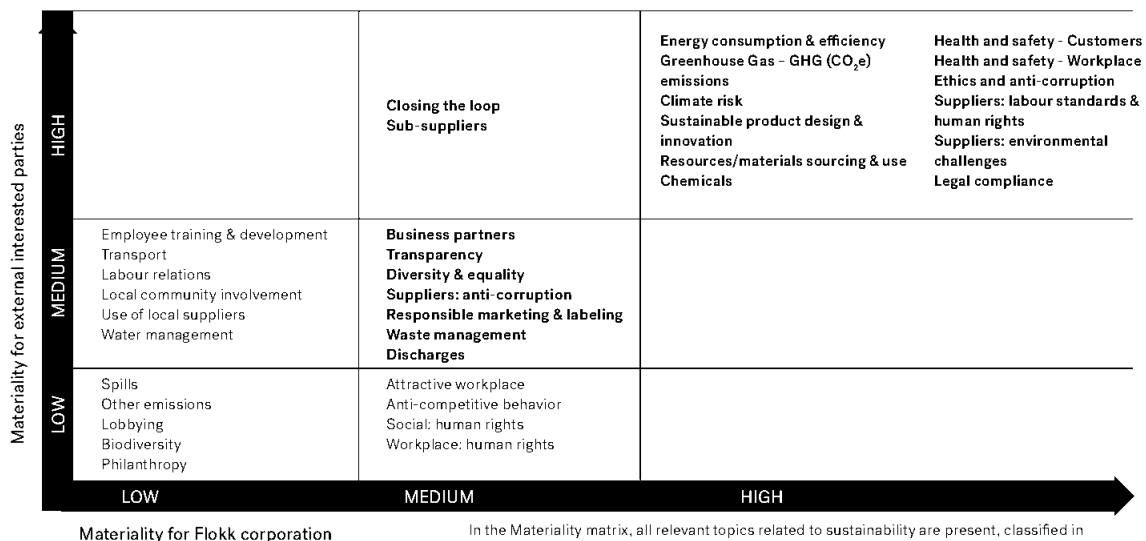 Materiality for external interested parties
HIGH
MEDIUM
LOW
Closing the loop
Sub-suppliers
Energy consumption & efficiency
Greenhouse Gas – GHG (CO₂e)
emissions
Climate risk
Sustainable product design &
innovation
Resources/materials sourcing & use
Chemicals
Health and safety - Customers
Health and safety - Workplace
Ethics and anti-corruption
Suppliers: labour standards &
human rights
Suppliers: environmental
challenges
Legal compliance
Employee training & development
Transport
Labour relations
Local community involvement
Use of local suppliers
Water management
Business partners
Transparency
Diversity & equality
Suppliers: anti-corruption
Responsible marketing & labeling
Waste management
Discharges
Spills
Other emissions
Lobbying
Biodiversity
Philanthropy
Attractive workplace
Anti-competitive behavior
Social: human rights
Workplace: human rights
LOW
MEDIUM
HIGH
Materiality for Flokk corporation
In the Materiality matrix, all relevant topics related to sustainability are present, classified in